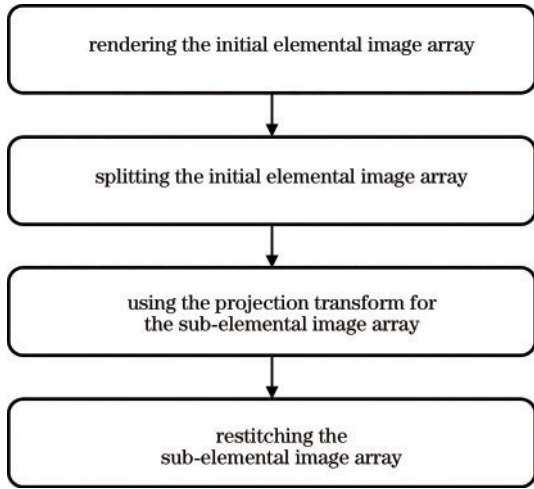 rendering the initial elemental image array
splitting the initial elemental image array
using the projection transform for
the sub-elemental image array
restitching the
sub-elemental image array